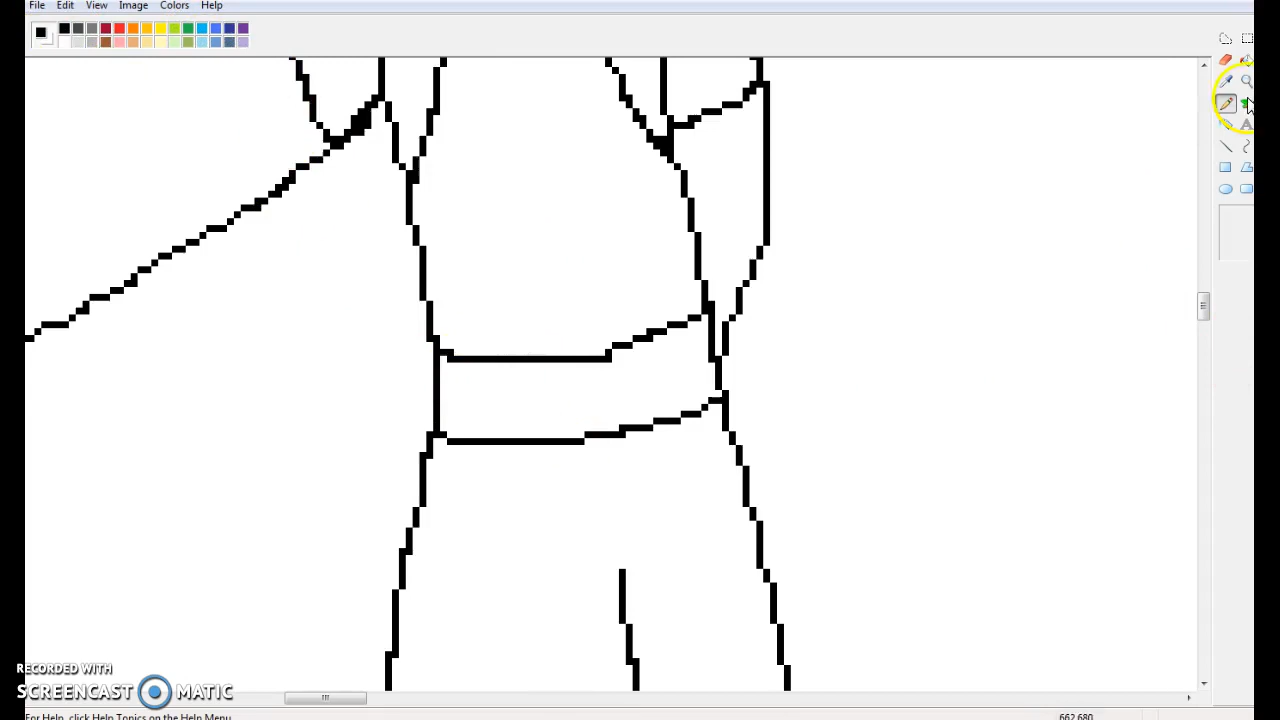 File Edit View Image Colors Help
A
RECORDED WITH
SCREENCAST MATIC
For Help, click Help Topics on the Help Menu.
662,680